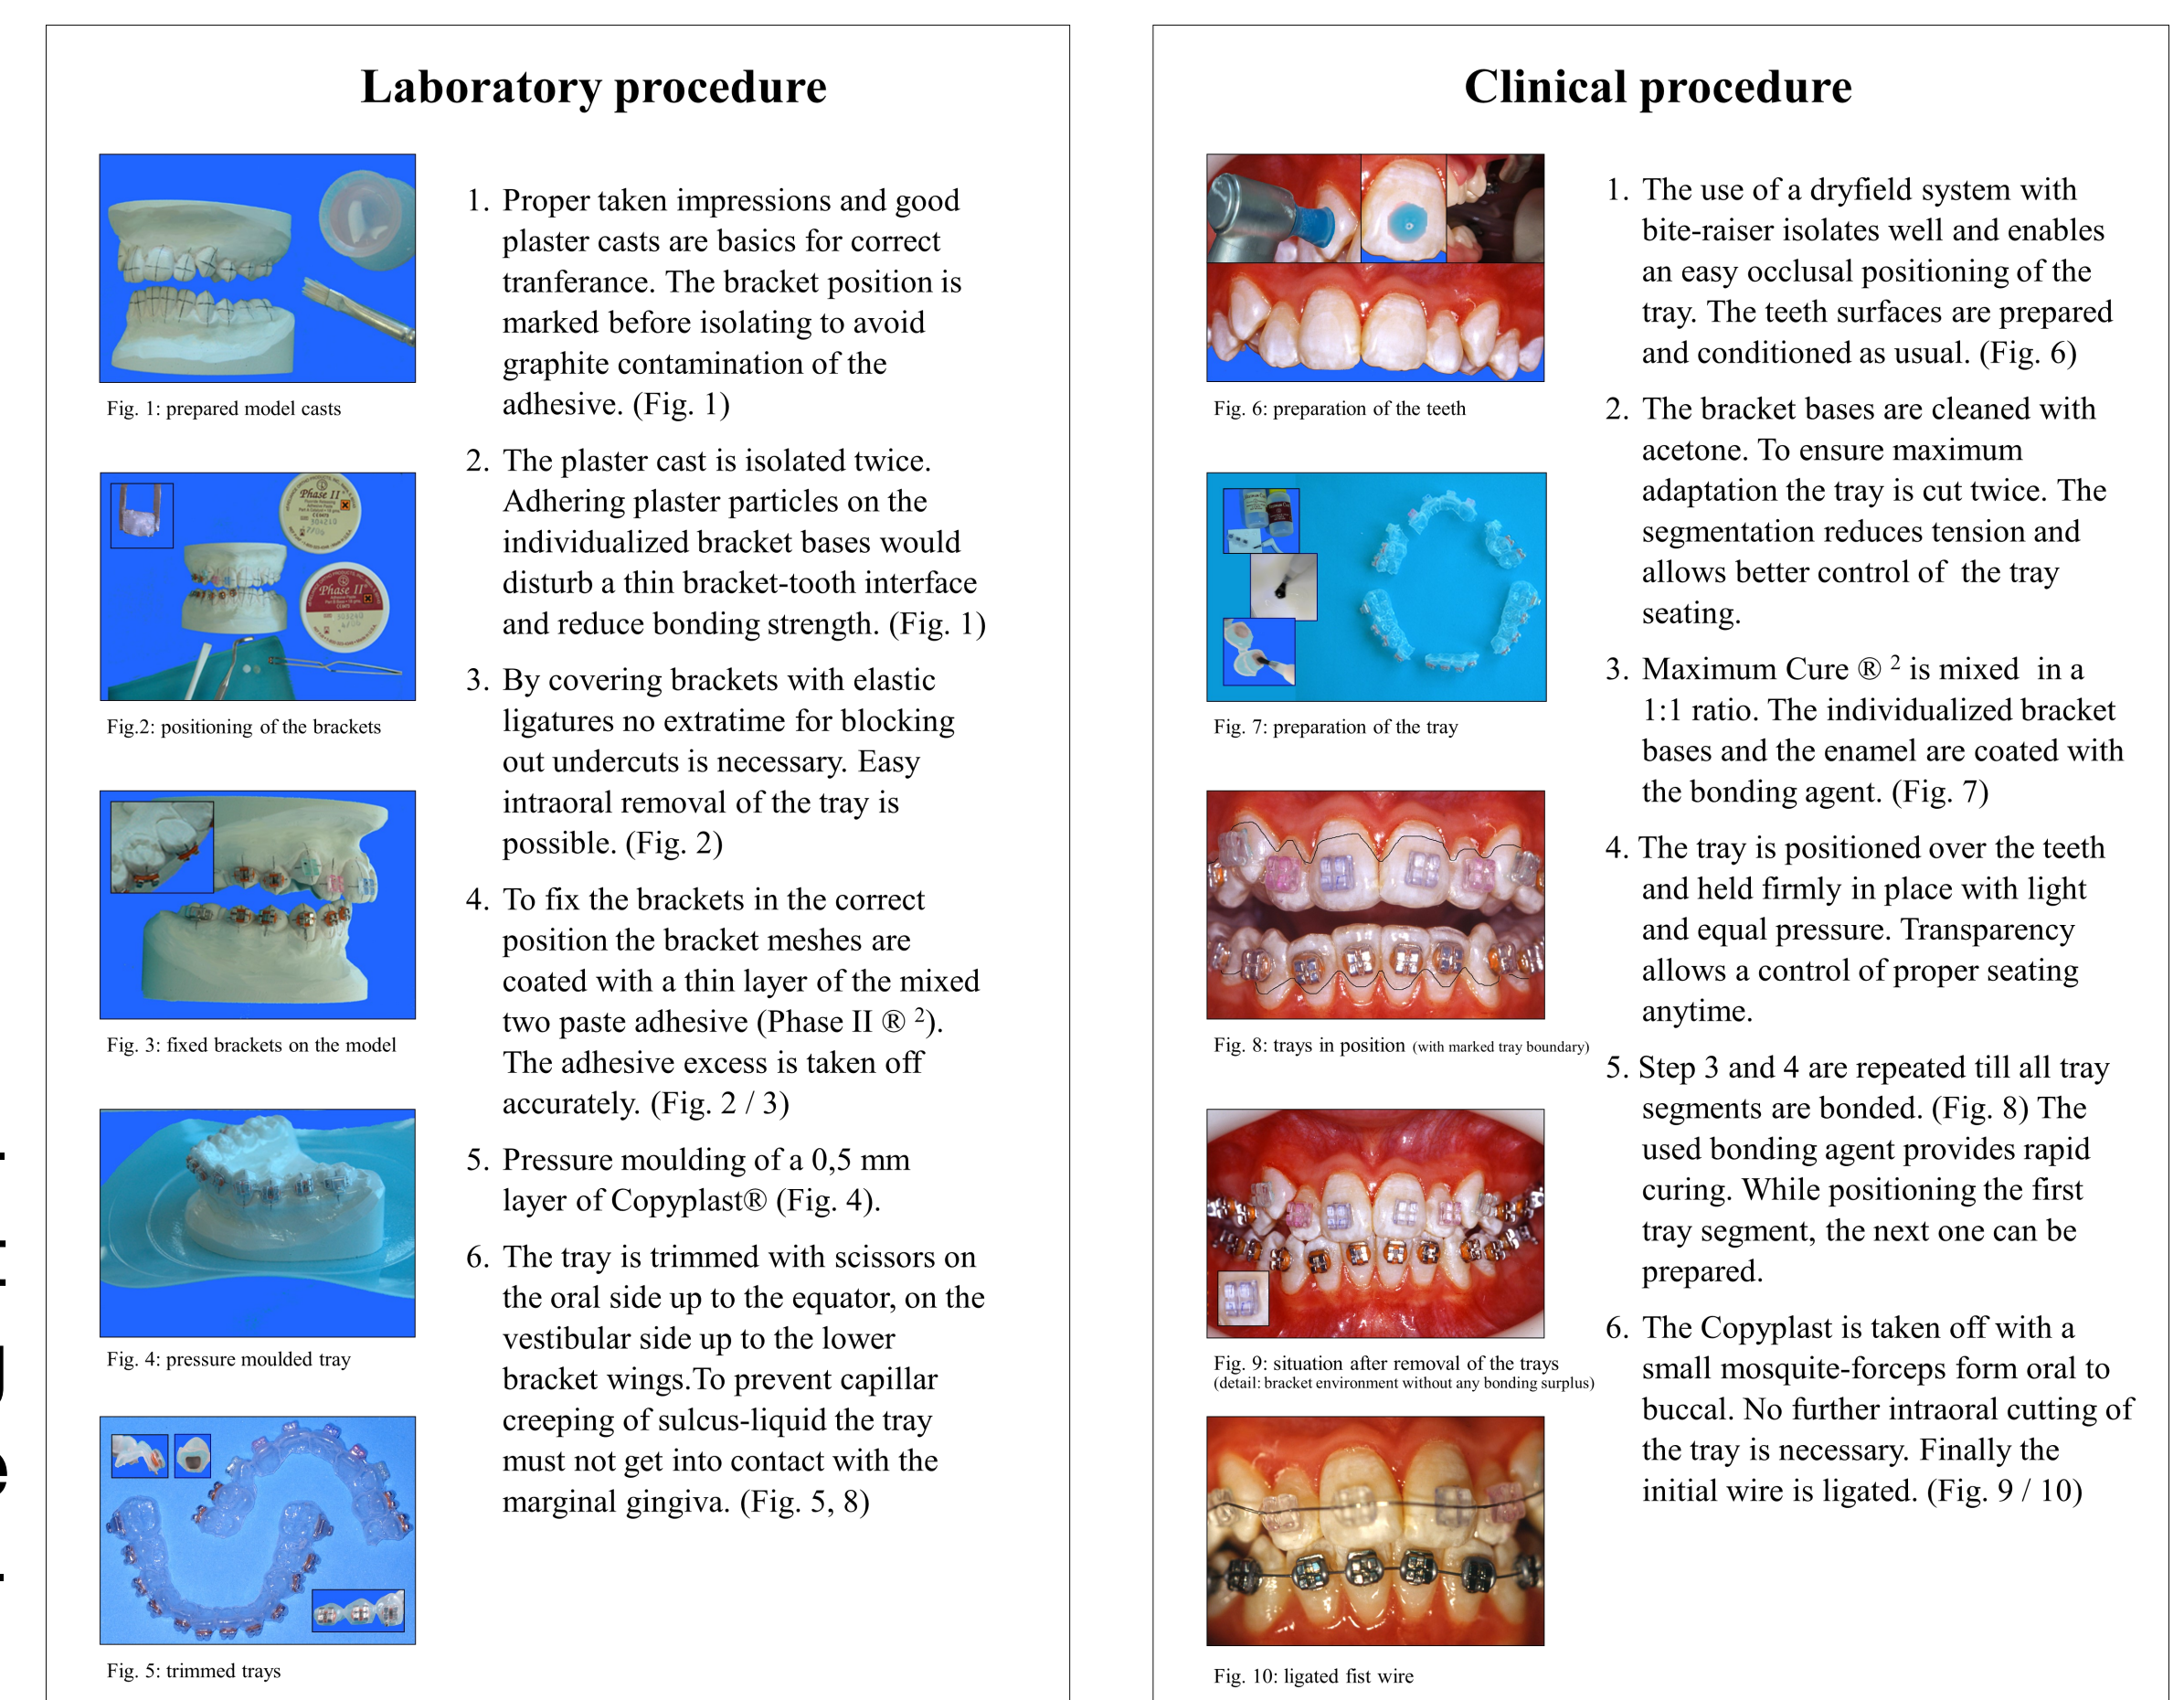 Laboratory procedure
Fig. 1: prepared model casts
Phase II
304210
7/06
Phase II
303240
4/06
Fig.2: positioning of the brackets
Fig. 3: fixed brackets on the model
Fig. 4: pressure moulded tray
Fig. 5: trimmed trays
1. Proper taken impressions and good
plaster casts are basics for correct
tranferance. The bracket position is
marked before isolating to avoid
graphite contamination of the
adhesive. (Fig. 1)
2. The plaster cast is isolated twice.
Adhering plaster particles on the
individualized bracket bases would
disturb a thin bracket-tooth interface
and reduce bonding strength. (Fig. 1)
3. By covering brackets with elastic
ligatures no extratime for blocking
out undercuts is necessary. Easy
intraoral removal of the tray is
possible. (Fig. 2)
4. To fix the brackets in the correct
position the bracket meshes are
coated with a thin layer of the mixed
two paste adhesive (Phase II ® ²).
The adhesive excess is taken off
accurately. (Fig. 2 / 3)
5. Pressure moulding of a 0,5 mm
layer of Copyplast® (Fig. 4).
6. The tray is trimmed with scissors on
the oral side up to the equator, on the
vestibular side up to the lower
bracket wings.To prevent capillar
creeping of sulcus-liquid the tray
must not get into contact with the
marginal gingiva. (Fig. 5, 8)
Clinical procedure
Fig. 6: preparation of the teeth
Fig. 7: preparation of the tray
Fig. 8: trays in position (with marked tray boundary)
Fig. 9: situation after removal of the trays
(detail: bracket environment without any bonding surplus)
Fig. 10: ligated fist wire
1. The use of a dryfield system with
bite-raiser isolates well and enables
an easy occlusal positioning of the
tray. The teeth surfaces are prepared
and conditioned as usual. (Fig. 6)
2. The bracket bases are cleaned with
acetone. To ensure maximum
adaptation the tray is cut twice. The
segmentation reduces tension and
allows better control of the tray
seating.
3. Maximum Cure ® ² is mixed in a
1:1 ratio. The individualized bracket
bases and the enamel are coated with
the bonding agent. (Fig. 7)
4. The tray is positioned over the teeth
and held firmly in place with light
and equal pressure. Transparency
allows a control of proper seating
anytime.
5. Step 3 and 4 are repeated till all tray
segments are bonded. (Fig. 8) The
used bonding agent provides rapid
curing. While positioning the first
tray segment, the next one can be
prepared.
6. The Copyplast is taken off with a
small mosquite-forceps form oral to
buccal. No further intraoral cutting of
the tray is necessary. Finally the
initial wire is ligated. (Fig. 9 / 10)